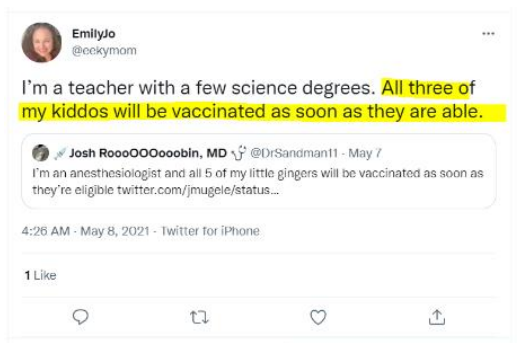 EmilyJo
@eekymom
I'm a teacher with a few science degrees. All three of
my kiddos will be vaccinated as soon as they are able.
Josh RoooOOOooobin, MD @DrSandman11 · May 7
I'm an anesthesiologist and all 5 of my little gingers will be vaccinated as soon as
they're eligible twitter.com/jmugele/status...
4:26 AM · May 8, 2021 · Twitter for iPhone
1 Like